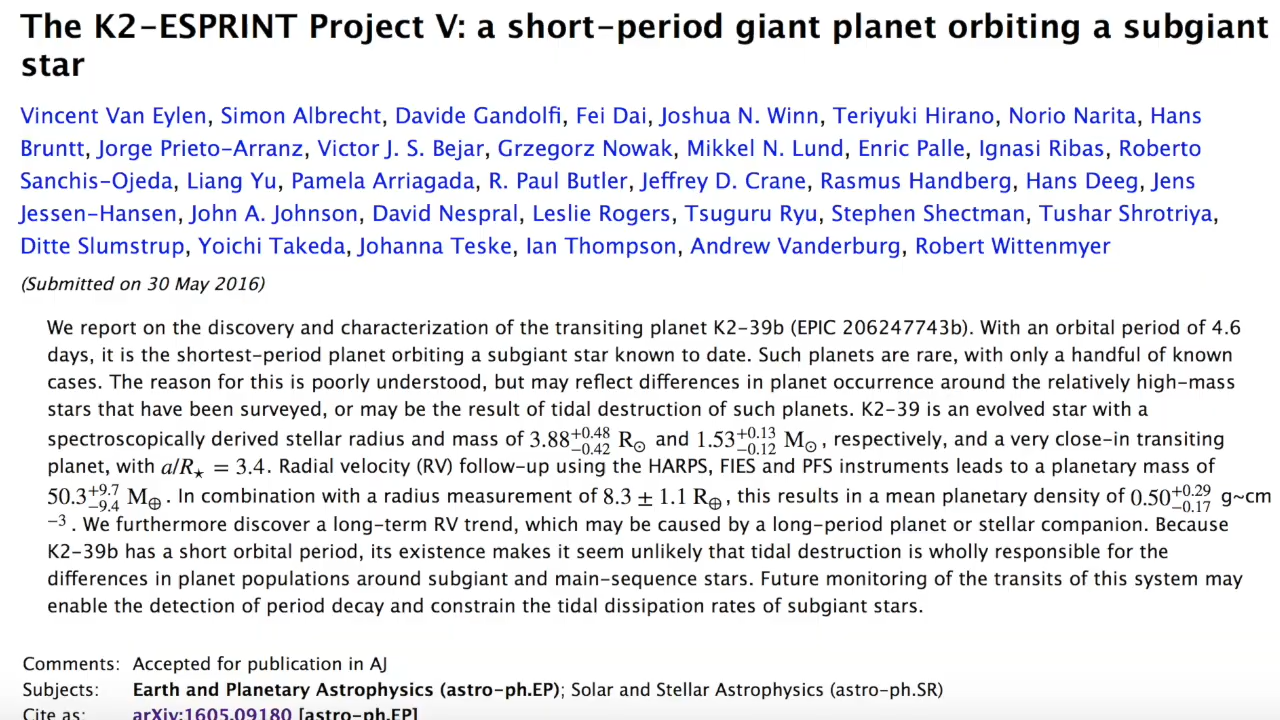 The K2-ESPRINT Project V: a short-period giant planet orbiting a subgiant
star
Vincent Van Eylen, Simon Albrecht, Davide Gandolfi, Fei Dai, Joshua N. Winn, Teriyuki Hirano, Norio Narita, Hans
Bruntt, Jorge Prieto-Arranz, Victor J. S. Bejar, Grzegorz Nowak, Mikkel N. Lund, Enric Palle, Ignasi Ribas, Roberto
Sanchis-Ojeda, Liang Yu, Pamela Arriagada, R. Paul Butler, Jeffrey D. Crane, Rasmus Handberg, Hans Deeg, Jens
Jessen-Hansen, John A. Johnson, David Nespral, Leslie Rogers, Tsuguru Ryu, Stephen Shectman, Tushar Shrotriya,
Ditte Slumstrup, Yoichi Takeda, Johanna Teske, Ian Thompson, Andrew Vanderburg, Robert Wittenmyer
(Submitted on 30 May 2016)
We report on the discovery and characterization of the transiting planet K2-39b (EPIC 206247743b). With an orbital period of 4.6
days, it is the shortest-period planet orbiting a subgiant star known to date. Such planets are rare, with only a handful of known
cases. The reason for this is poorly understood, but may reflect differences in planet occurrence around the relatively high-mass
stars that have been surveyed, or may be the result of tidal destruction of such planets. K2-39 is an evolved star with a
spectroscopically derived stellar radius and mass of 3.88+0.48−0.42 R⊙ and 1.53+0.13−0.12 M⊙, respectively, and a very close-in transiting
planet, with a/R⋆ = 3.4. Radial velocity (RV) follow-up using the HARPS, FIES and PFS instruments leads to a planetary mass of
50.3+9.7−9.4 M⊕. In combination with a radius measurement of 8.3 ± 1.1 R⊕, this results in a mean planetary density of 0.50+0.29−0.17 g~cm
−3. We furthermore discover a long-term RV trend, which may be caused by a long-period planet or stellar companion. Because
K2-39b has a short orbital period, its existence makes it seem unlikely that tidal destruction is wholly responsible for the
differences in planet populations around subgiant and main-sequence stars. Future monitoring of the transits of this system may
enable the detection of period decay and constrain the tidal dissipation rates of subgiant stars.
Comments: Accepted for publication in AJ
Subjects: Earth and Planetary Astrophysics (astro-ph.EP); Solar and Stellar Astrophysics (astro-ph.SR)
Cite as: arXiv:1605.09180 [astro-ph.EP]